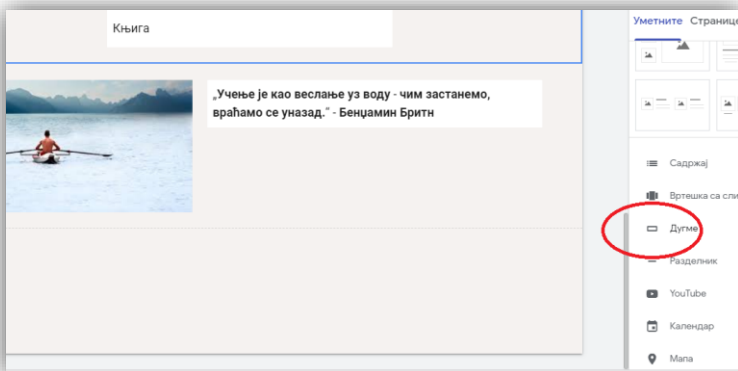 Књига
„Учење је као веслање уз воду - чим застанемо,
враћамо се уназад.“ - Бенџамин Бритн
Уметните Странице
Садржај
Вртешка са сли
Дугме
Разделник
YouTube
Календар
Мапа